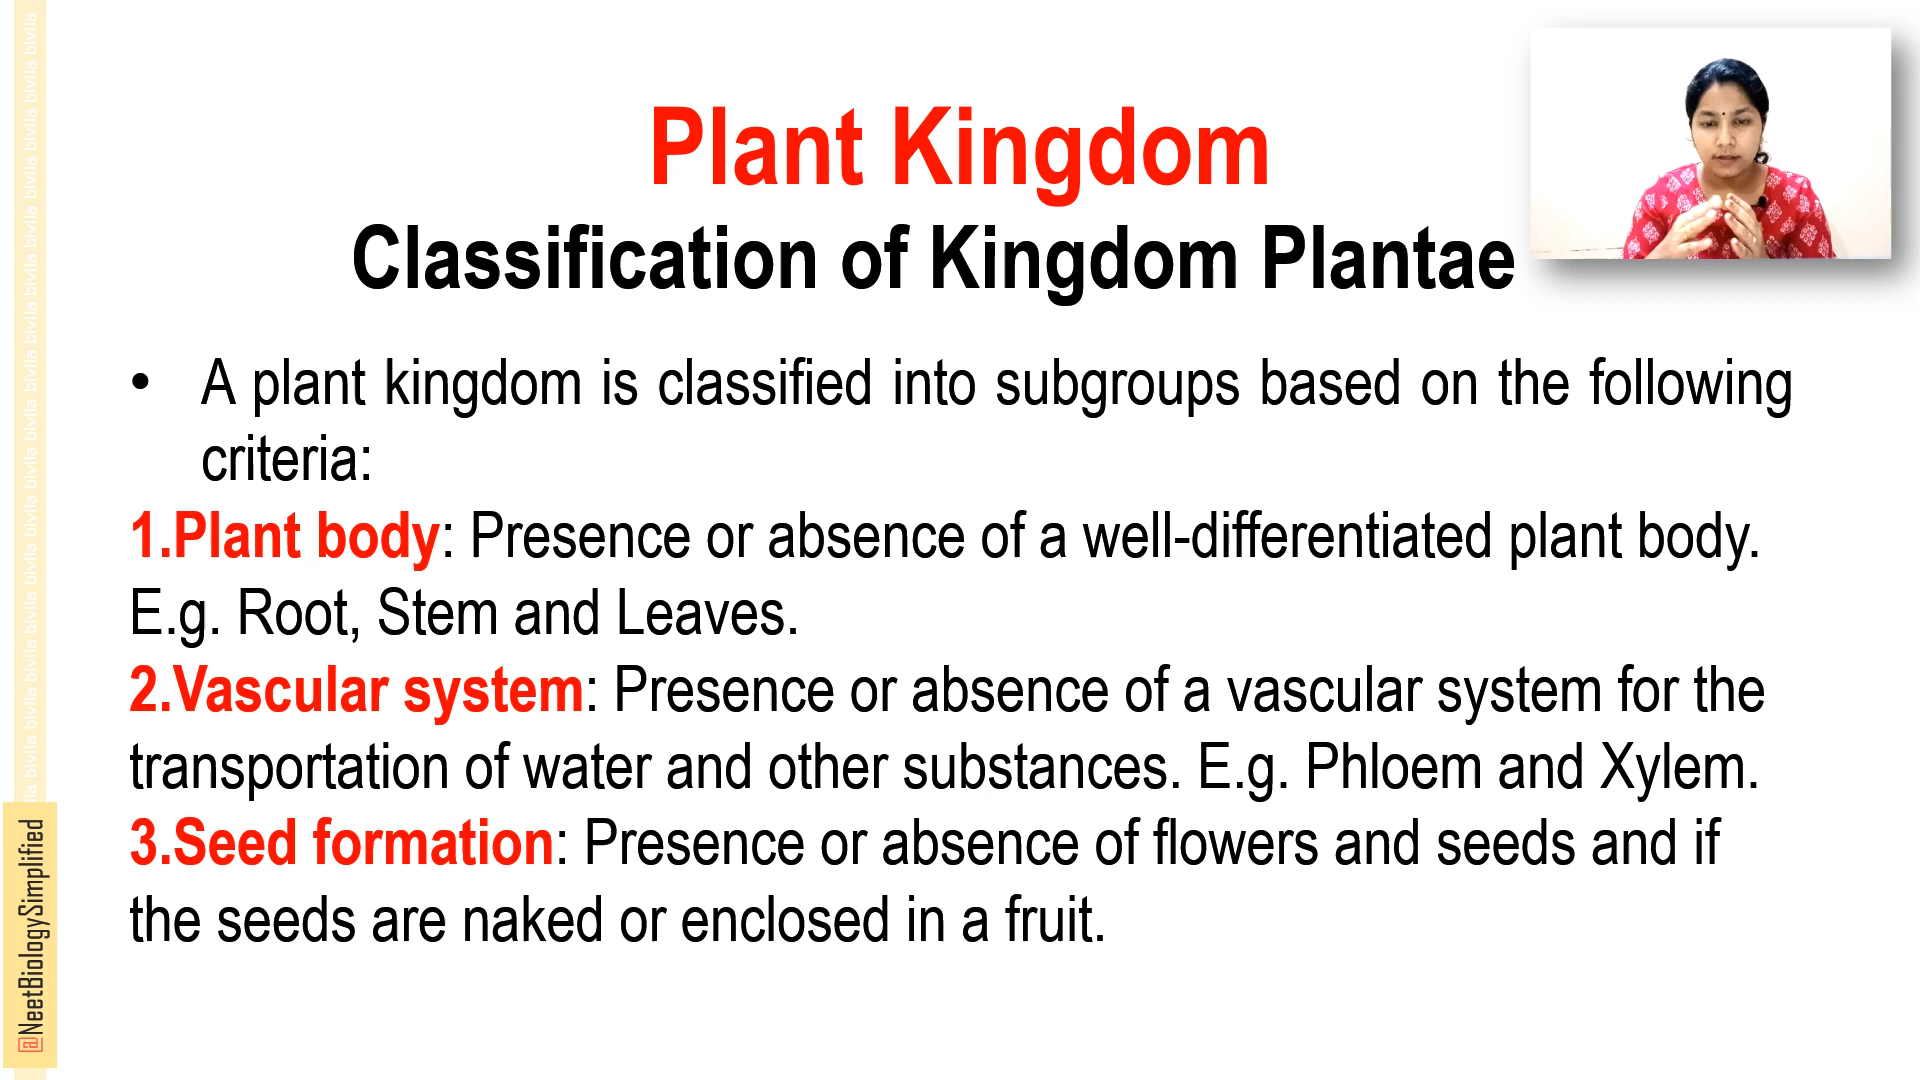 Plant Kingdom
Classification of Kingdom Plantae
• A plant kingdom is classified into subgroups based on the following
criteria:
1.Plant body: Presence or absence of a well-differentiated plant body.
E.g. Root, Stem and Leaves.
2.Vascular system: Presence or absence of a vascular system for the
transportation of water and other substances. E.g. Phloem and Xylem.
3.Seed formation: Presence or absence of flowers and seeds and if
the seeds are naked or enclosed in a fruit.
@NeetBiologySimplified